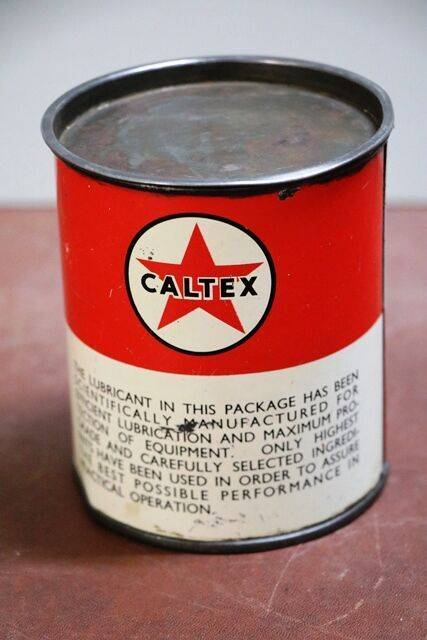 CALTEX
THE LUBRICANT IN THIS PACKAGE HAS BEEN
SCIENTIFICALLY MANUFACTURED FOR
EFFICIENT LUBRICATION AND MAXIMUM PRO-
TECTION OF EQUIPMENT. ONLY HIGHEST
GRADE AND CAREFULLY SELECTED INGREDI-
ENTS HAVE BEEN USED IN ORDER TO ASSURE
THE BEST POSSIBLE PERFORMANCE IN
PRACTICAL OPERATION.